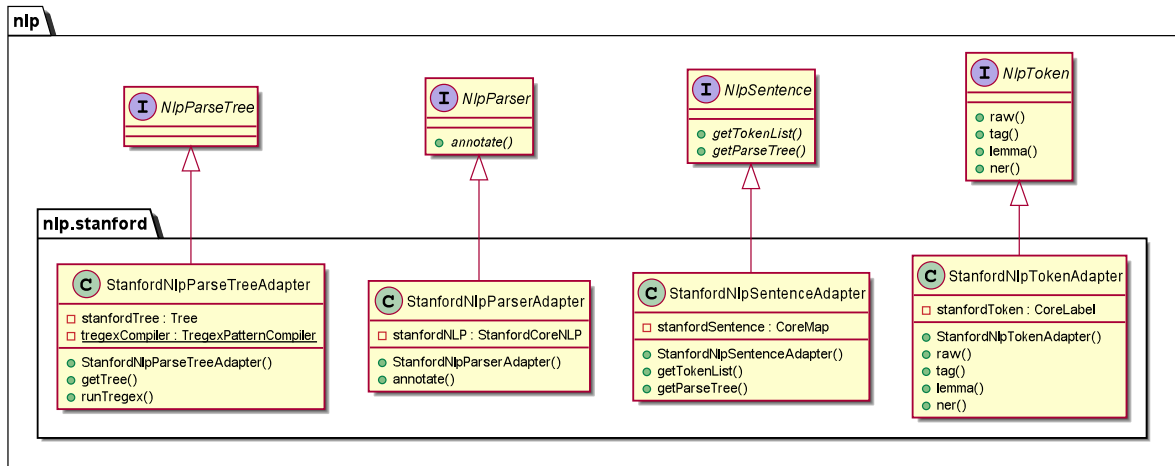 nlp
I NlpParseTree
I NlpParser
annotate()
I NlpSentence
getTokenList()
getParseTree()
I NlpToken
raw()
tag()
lemma()
ner()
nlp.stanford
C StanfordNlpParseTreeAdapter
stanfordTree : Tree
tregexCompiler : TregexPatternCompiler
StanfordNlpParseTreeAdapter()
getTree()
runTregex()
C StanfordNlpParserAdapter
stanfordNLP : StanfordCoreNLP
StanfordNlpParserAdapter()
annotate()
C StanfordNlpSentenceAdapter
stanfordSentence : CoreMap
StanfordNlpSentenceAdapter()
getTokenList()
getParseTree()
C StanfordNlpTokenAdapter
stanfordToken : CoreLabel
StanfordNlpTokenAdapter()
raw()
tag()
lemma()
ner()